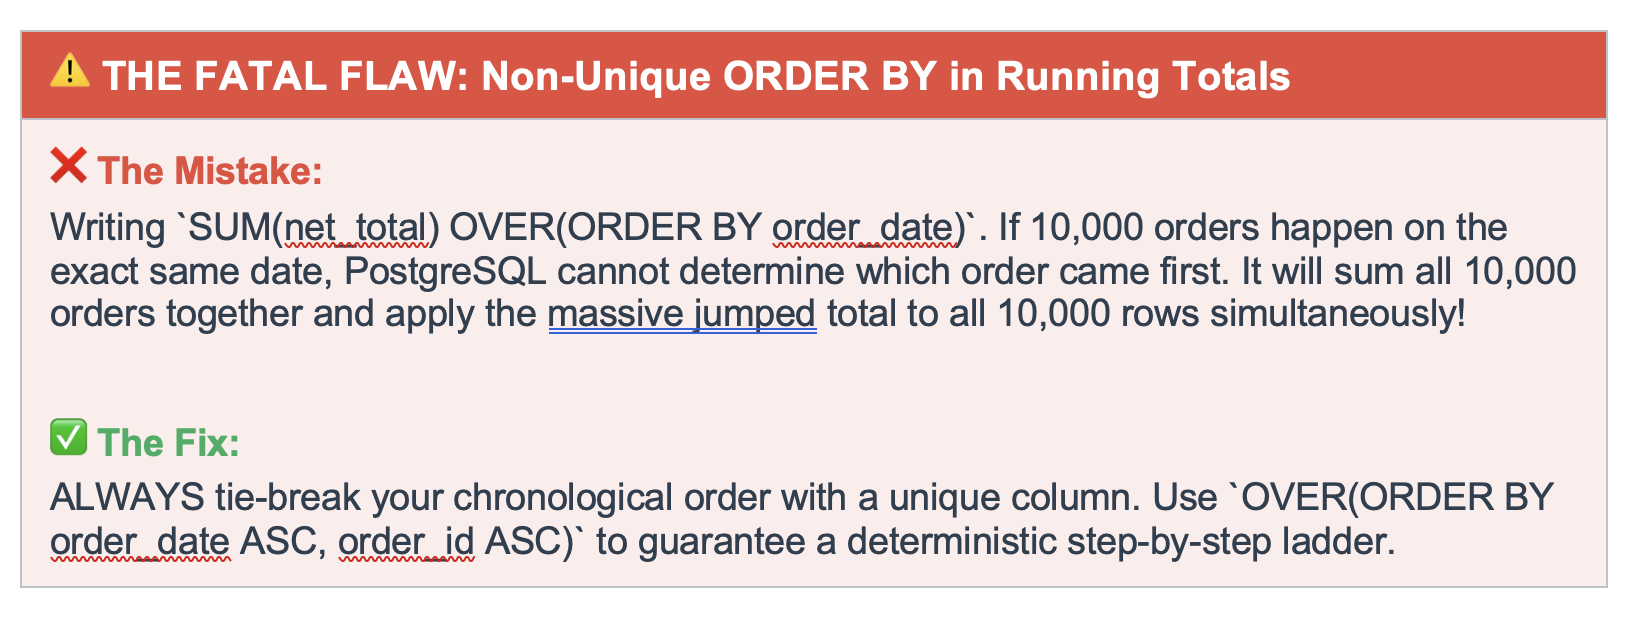 ⚠️ THE FATAL FLAW: Non-Unique ORDER BY in Running Totals
❌ The Mistake:
Writing `SUM(net_total) OVER(ORDER BY order_date)`. If 10,000 orders happen on the
exact same date, PostgreSQL cannot determine which order came first. It will sum all 10,000
orders together and apply the massive jumped total to all 10,000 rows simultaneously!
✅ The Fix:
ALWAYS tie-break your chronological order with a unique column. Use `OVER(ORDER BY
order_date ASC, order_id ASC)` to guarantee a deterministic step-by-step ladder.